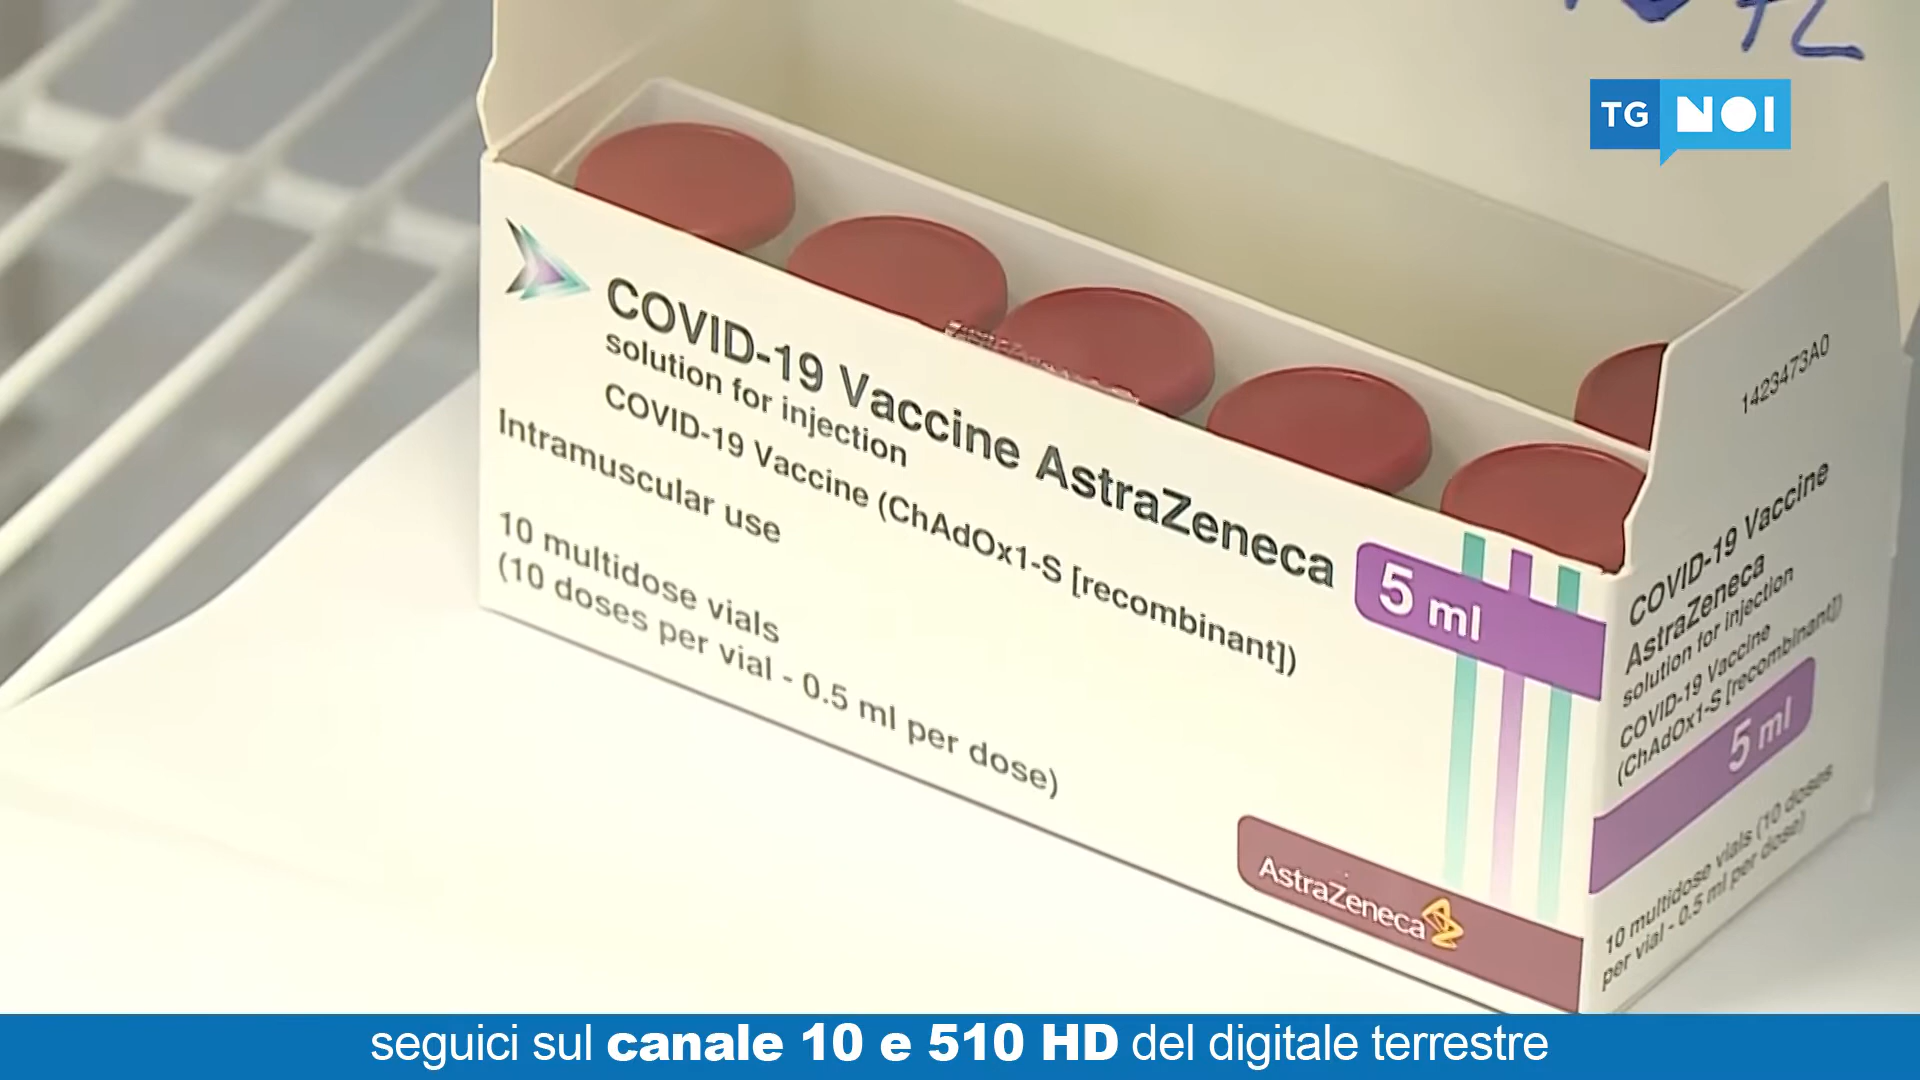 TG NOI
COVID-19 Vaccine AstraZeneca
solution for injection
COVID-19 Vaccine (ChAdOx1-S [recombinant])
Intramuscular use
10 multidose vials
(10 doses per vial - 0.5 ml per dose)
5 ml
AstraZeneca
1423473A0
COVID-19 Vaccine
AstraZeneca
solution for injection
COVID-19 Vaccine
(ChAdOx1-S [recombinant])
5 ml
10 multidose vials (10 doses
per vial - 0.5 ml per dose)
seguici sul canale 10 e 510 HD del digitale terrestre